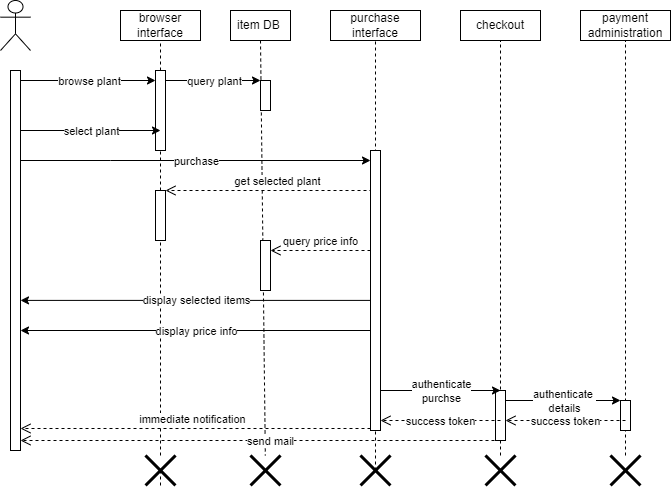 browser
interface
item DB
purchase
interface
checkout
payment
administration
browse plant
query plant
select plant
purchase
get selected plant
query price info
display selected items
display price info
authenticate
purchse
authenticate
details
success token
success token
immediate notification
send mail